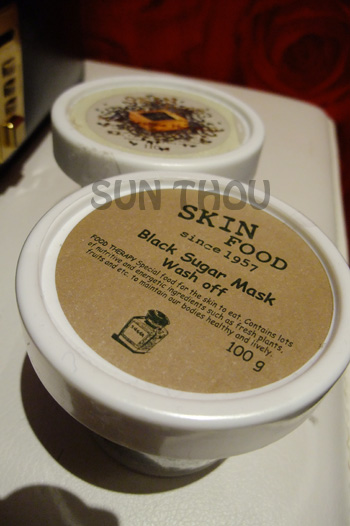 SUN THOU
SKIN
FOOD
since 1957
Black Sugar Mask
Wash off
FOOD THERAPY Special food for the skin to eat. Contains lots
of nutritive and energetic ingredients such as fresh plants,
fruits and etc. to maintain our bodies healthy and lively.
100 g